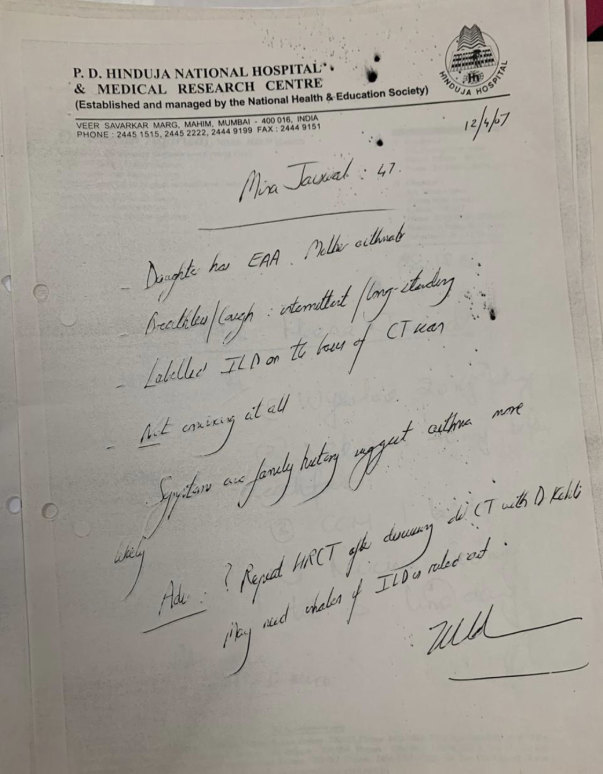 P. D. HINDUJA NATIONAL HOSPITAL
& MEDICAL RESEARCH CENTRE
(Established and managed by the National Health & Education Society)
VEER SAVARKAR MARG, MAHIM, MUMBAI - 400 016, INDIA
PHONE : 2445 1515, 2445 2222, 2444 9199 FAX : 2444 9151
HINDUJA HOSPITAL
12/4/07
Mira Jaiswal : 47.
- Daughter has EAA. Mother asthmatic
- Breathless/Cough : intermittent / long-standing
- Labelled ILD on the basis of CT scan
- Not at all
Symptoms and family history suggest asthma more
likely
Adv : ? Repeat HRCT after discussing old CT with D
May need inhaler if ILD is ruled out.